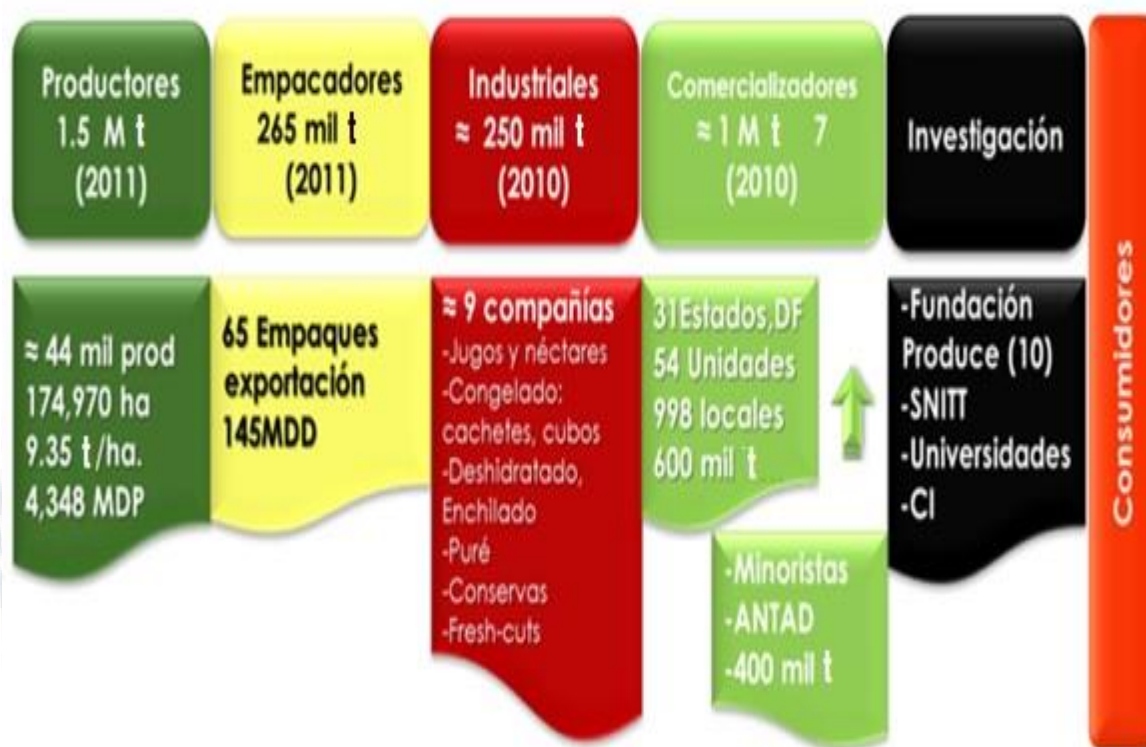 Productores
1.5 M t
(2011)
Empacadores
265 mil t
(2011)
Industriales
≈ 250 mil t
(2010)
Comercializadores
≈ 1 M t 7
(2010)
Investigación
≈ 44 mil prod
174,970 ha
9.35 t/ha.
4,348 MDP
65 Empaques
exportación
145MDD
≈ 9 compañías
-Jugos y néctares
-Congelado:
cachetes, cubos
-Deshidratado,
Enchilado
-Puré
-Conservas
-Fresh-cuts
31Estados,DF
54 Unidades
998 locales
600 mil t
-Minoristas
-ANTAD
-400 mil t
-Fundación
Produce (10)
-SNITT
-Universidades
-CI
Consumidores